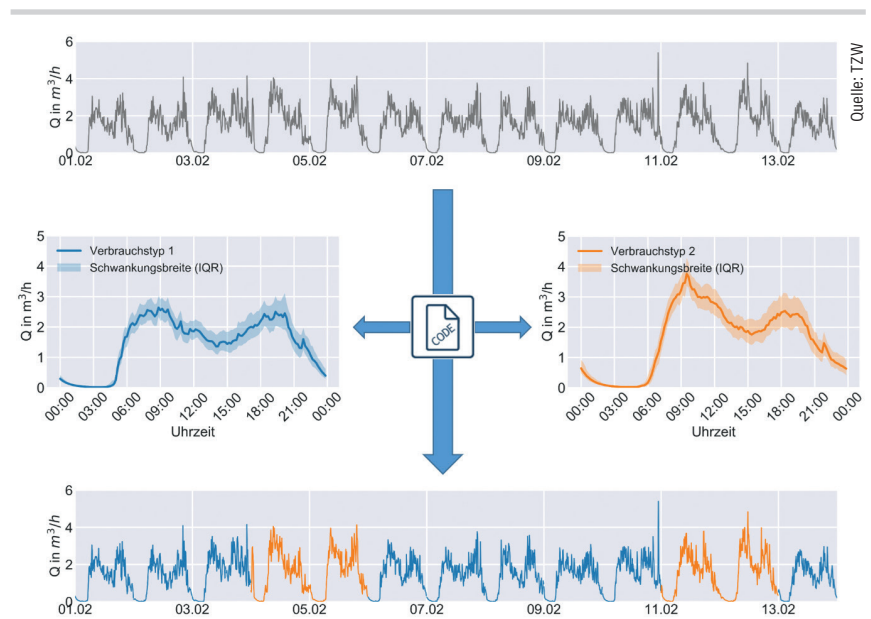 Quelle: TZW
6
4
2
0
Q in m³/h
01.02 03.02 05.02 07.02 09.02 11.02 13.02
5
4
3
2
1
0
Q in m³/h
Verbrauchstyp 1
Schwankungsbreite (IQR)
00:00 03:00 06:00 09:00 12:00 15:00 18:00 21:00 00:00
Uhrzeit
CODE
5
4
3
2
1
0
Q in m³/h
Verbrauchstyp 2
Schwankungsbreite (IQR)
00:00 03:00 06:00 09:00 12:00 15:00 18:00 21:00 00:00
Uhrzeit
6
4
2
0
Q in m³/h
01.02 03.02 05.02 07.02 09.02 11.02 13.02